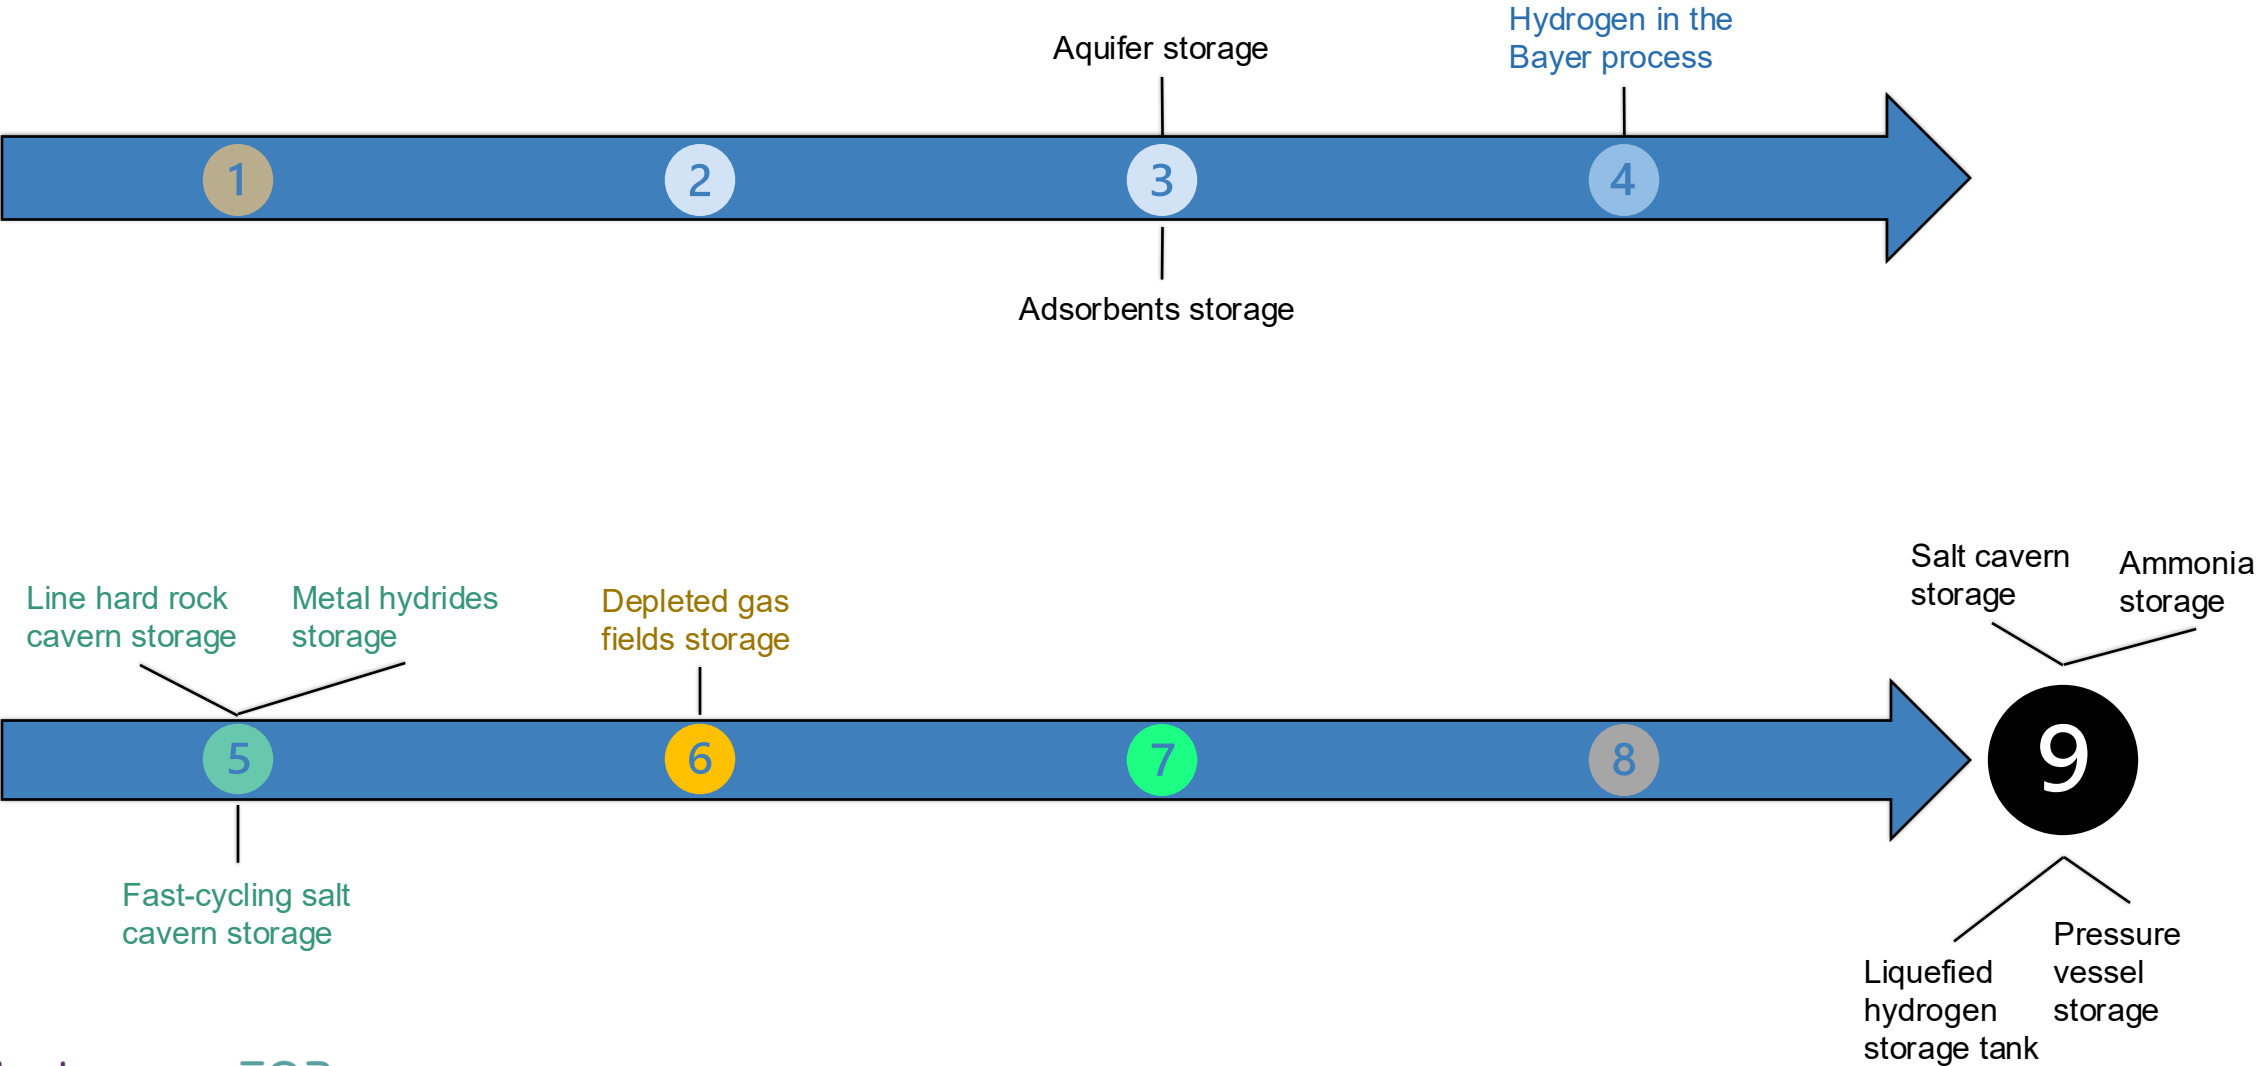 Hydrogen in the
Bayer process
Aquifer storage
1
2
3
4
Adsorbents storage
Salt cavern
storage
Ammonia
storage
Line hard rock
cavern storage
Metal hydrides
storage
Depleted gas
fields storage
5
6
7
8
9
Fast-cycling salt
cavern storage
Pressure
vessel
storage
Liquefied
hydrogen
storage tank